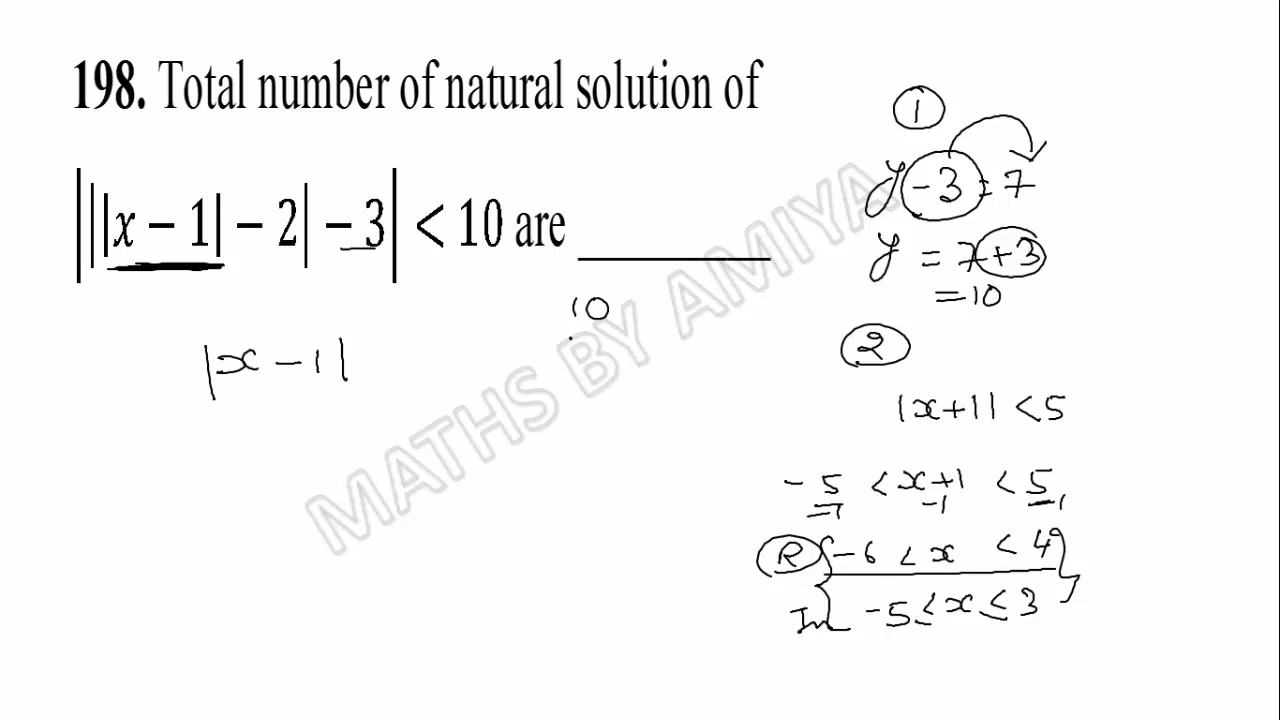 198. Total number of natural solution of
|||x − 1| − 2| − 3| < 10 are ________
10
|x − 1|
MATHS BY AMIYA
1
y − 3 = 7
y = 7 + 3
= 10
2
|x+1| < 5
− 5 < x+1 < 5
−1 −1 −1
R − 6 < x < 4
Int −5 ≤ x ≤ 3